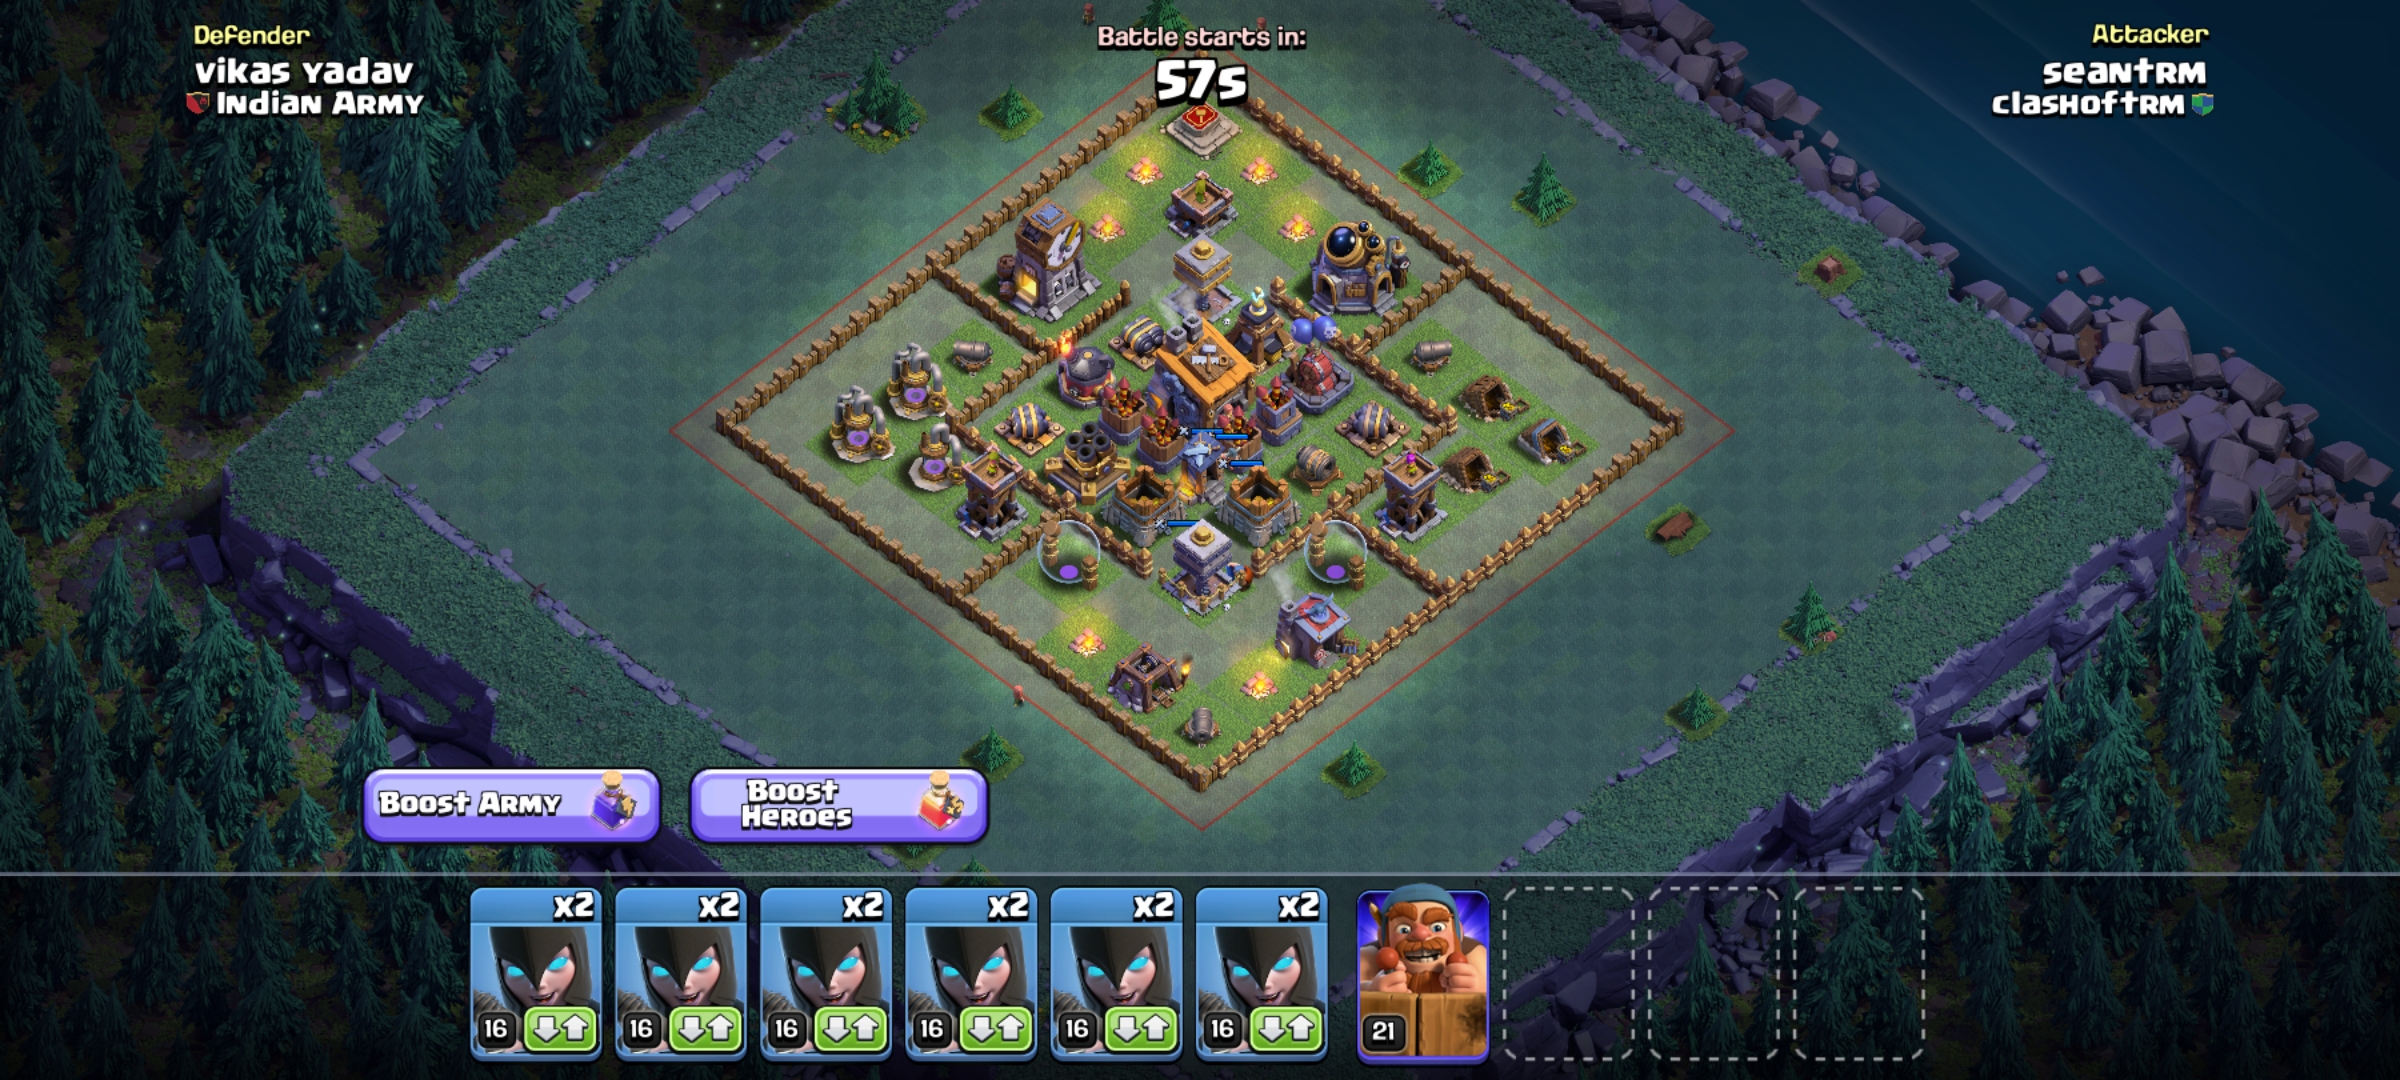 Defender
vikas yadav
Indian Army
Battle starts in:
57s
Attacker
seantrm
clashoftrm
Boost Army
Boost
Heroes
x2
x2
x2
x2
x2
x2
16
16
16
16
16
16
21